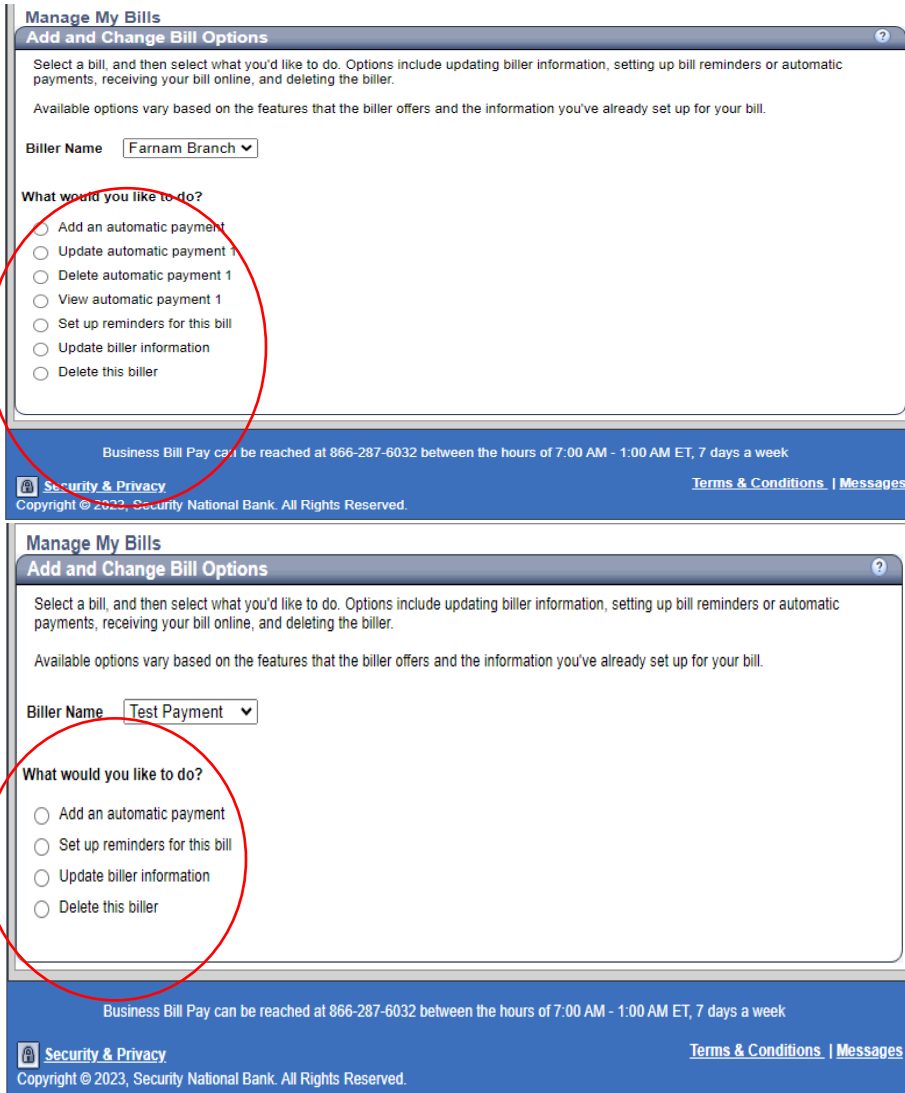 Manage My Bills
Add and Change Bill Options ?
Select a bill, and then select what you'd like to do. Options include updating biller information, setting up bill reminders or automatic
payments, receiving your bill online, and deleting the biller.
Available options vary based on the features that the biller offers and the information you've already set up for your bill.
Biller Name Farnam Branch
What would you like to do?
Add an automatic payment
Update automatic payment 1
Delete automatic payment 1
View automatic payment 1
Set up reminders for this bill
Update biller information
Delete this biller
Business Bill Pay can be reached at 866-287-6032 between the hours of 7:00 AM - 1:00 AM ET, 7 days a week
Security & Privacy Terms & Conditions | Messages
Copyright © 2023, Security National Bank. All Rights Reserved.
Manage My Bills
Add and Change Bill Options ?
Select a bill, and then select what you'd like to do. Options include updating biller information, setting up bill reminders or automatic
payments, receiving your bill online, and deleting the biller.
Available options vary based on the features that the biller offers and the information you've already set up for your bill.
Biller Name Test Payment
What would you like to do?
Add an automatic payment
Set up reminders for this bill
Update biller information
Delete this biller
Business Bill Pay can be reached at 866-287-6032 between the hours of 7:00 AM - 1:00 AM ET, 7 days a week
Security & Privacy Terms & Conditions | Messages
Copyright © 2023, Security National Bank. All Rights Reserved.